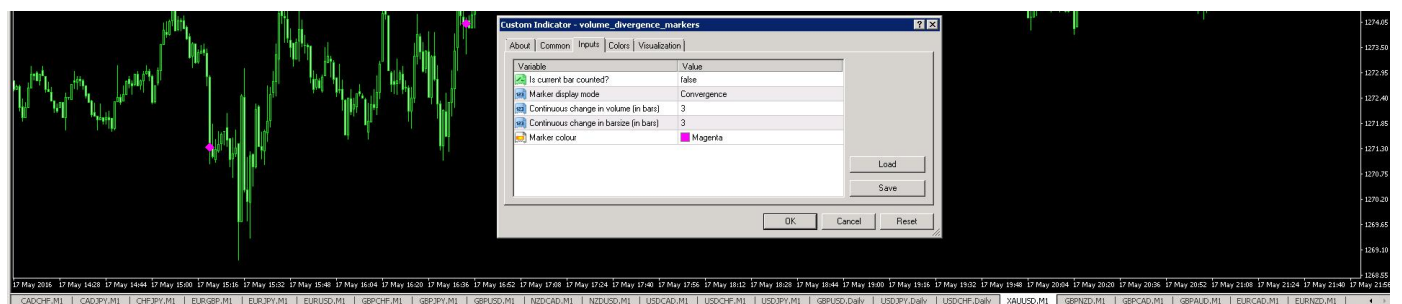 Custom Indicator - volume_divergence_markers
About Common Inputs Colors Visualization
Variable Value
Is current bar counted? false
Marker display mode Convergence
Continuous change in volume (in bars) 3
Continuous change in barsize (in bars) 3
Marker colour Magenta
Load
Save
OK Cancel Reset
1274.05
1273.50
1272.95
1272.40
1271.85
1271.30
1270.75
1270.20
1269.65
1269.10
1268.55
17 May 2016 17 May 14:28 17 May 14:44 17 May 15:00 17 May 15:16 17 May 15:32 17 May 15:48 17 May 16:04 17 May 16:20 17 May 16:36 17 May 16:52 17 May 17:08 17 May 17:24 17 May 17:40 17 May 17:56 17 May 18:12 17 May 18:28 17 May 18:44 17 May 19:00 17 May 19:16 17 May 19:32 17 May 19:48 17 May 20:04 17 May 20:20 17 May 20:36 17 May 20:52 17 May 21:08 17 May 21:24 17 May 21:40 17 May 21:56
CADCHF,M1 CADJPY,M1 CHFJPY,M1 EURGBP,M1 EURJPY,M1 EURUSD,M1 GBPCHF,M1 GBPJPY,M1 GBPUSD,M1 NZDCAD,M1 NZDUSD,M1 USDCAD,M1 USDCHF,M1 USDJPY,M1 GBPUSD,Daily USDJPY,Daily USDCHF,Daily XAUUSD,M1 GBPNZD,M1 GBPCAD,M1 GBPAUD,M1 EURCAD,M1 EURNZD,M1